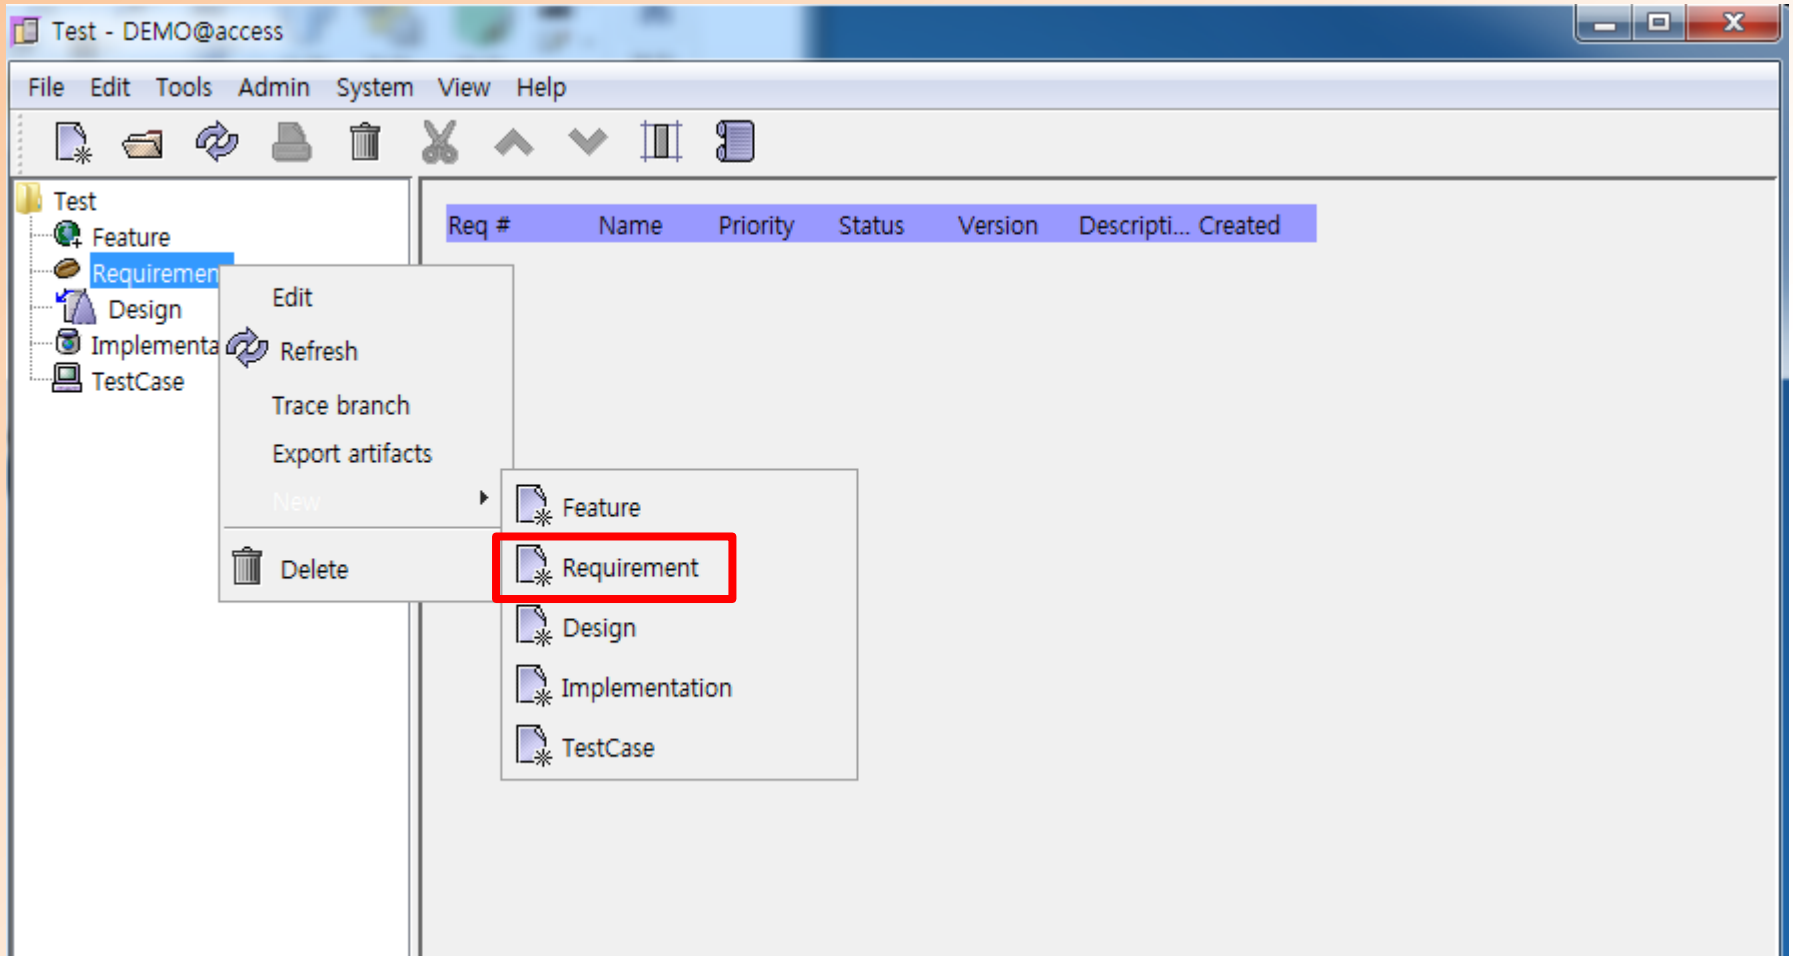 Test - DEMO@access
File Edit Tools Admin System View Help
Test
Feature
Requiremen
Design
Implementa
TestCase
Req # Name Priority Status Version Descripti... Created
Edit
Refresh
Trace branch
Export artifacts
New
Delete
Feature
Requirement
Design
Implementation
TestCase